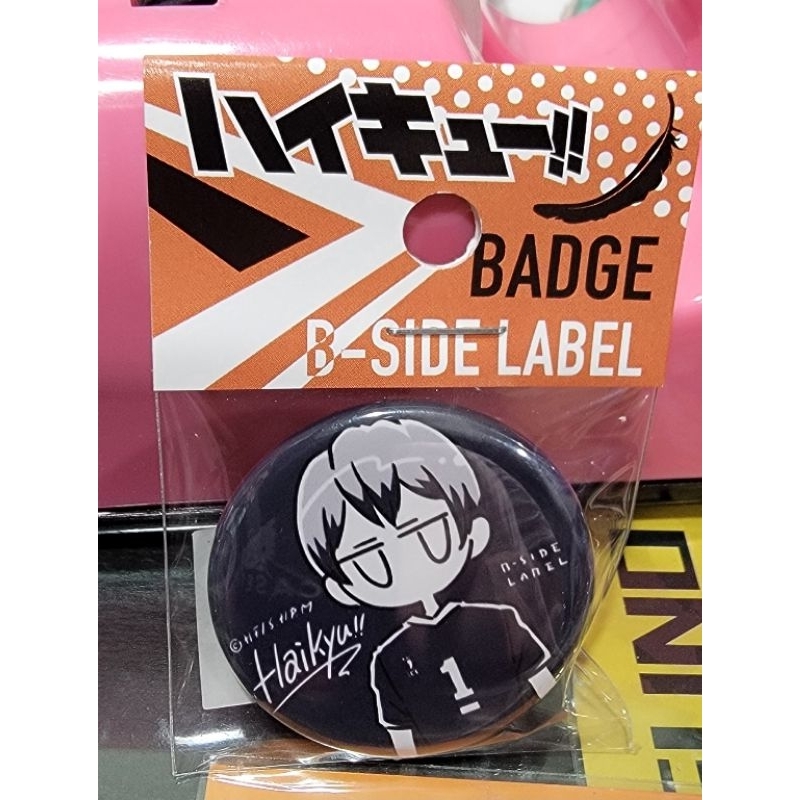 ハイキュー!!
BADGE
B-SIDE LABEL
B-SIDE
LABEL
Haikyu!!
1